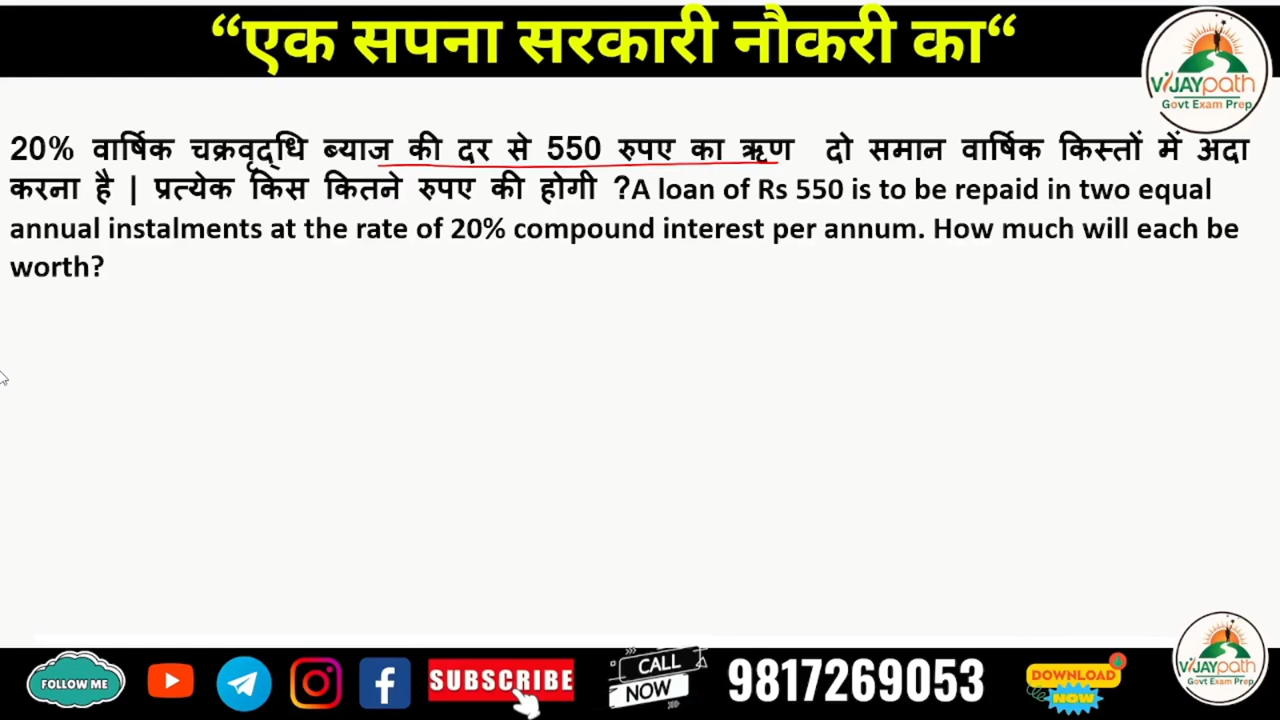 “एक सपना सरकारी नौकरी का“
VIJAYpath
Govt Exam Prep
20% वार्षिक चक्रवृद्धि ब्याज की दर से 550 रुपए का ऋण दो समान वार्षिक किस्तों में अदा
करना है | प्रत्येक किस कितने रुपए की होगी ?A loan of Rs 550 is to be repaid in two equal
annual instalments at the rate of 20% compound interest per annum. How much will each be
worth?
VIJAYpath
Govt Exam Prep
FOLLOW ME
SUBSCRIBE
CALL
NOW
9817269053
DOWNLOAD
NOW